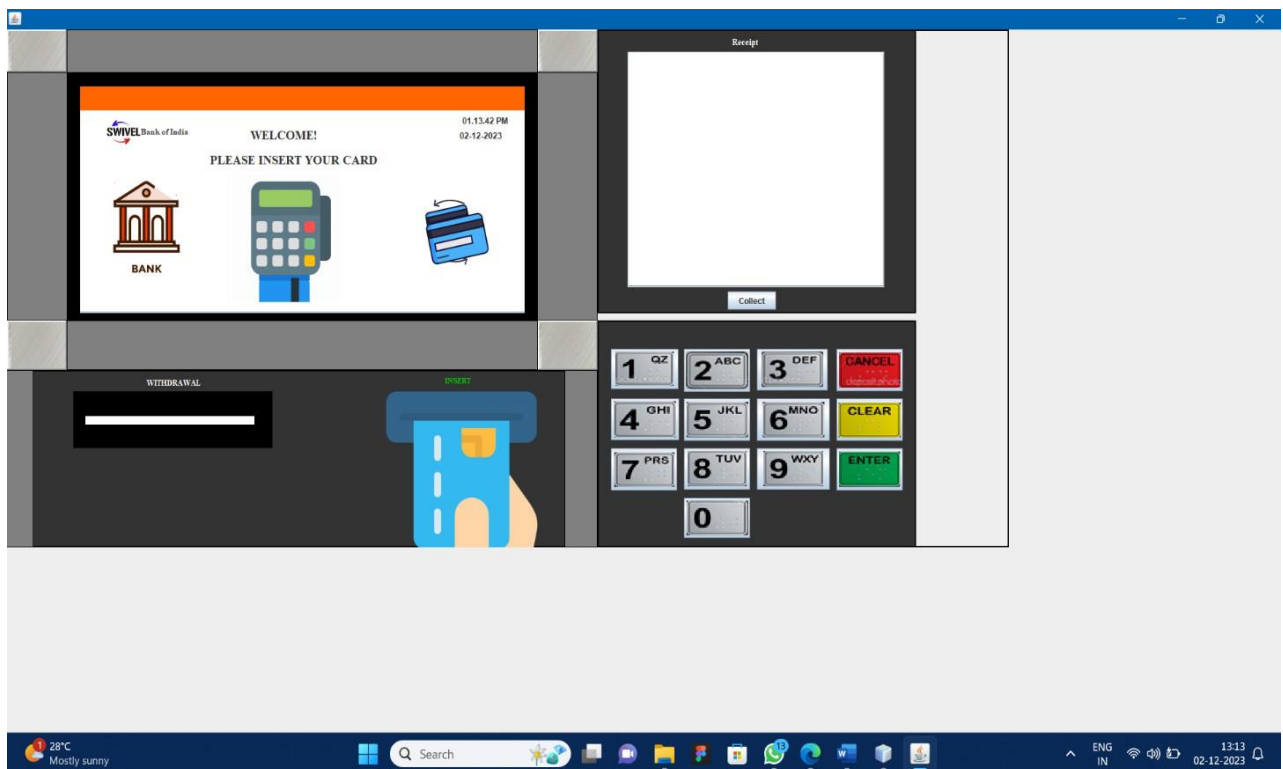 Receipt
SWIVEL Bank of India
WELCOME!
01.13.42 PM
02-12-2023
PLEASE INSERT YOUR CARD
BANK
Collect
WITHDRAWAL
INSERT
1 QZ
2 ABC
3 DEF
CANCEL
4 GHI
5 JKL
6 MNO
CLEAR
7 PRS
8 TUV
9 WXY
ENTER
0
1
28°C
Mostly sunny
Search
13
ENG
IN
13:13
02-12-2023